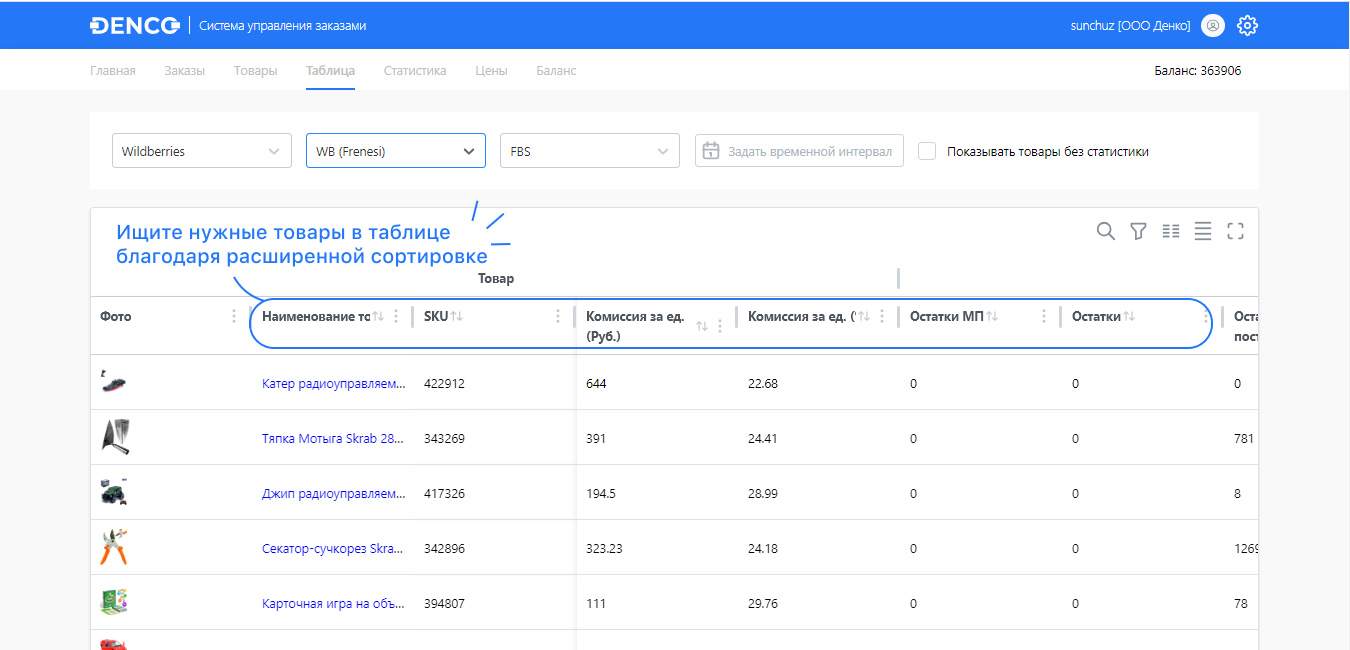 DENCO Система управления заказами sunchuz [ООО Денко]
Главная Заказы Товары Таблица Статистика Цены Баланс Баланс: 363906
Wildberries WB (Frenesi) FBS Задать временной интервал Показывать товары без статистики
Ищите нужные товары в таблице
благодаря расширенной сортировке
Товар
Фото Наименование то SKU Комиссия за ед. (Руб.) Комиссия за ед. ( Остатки МП Остатки
Катер радиоуправляем... 422912 644 22.68 0 0 0
Тяпка Мотыга Skrab 28... 343269 391 24.41 0 0 781
Джип радиоуправляем... 417326 194.5 28.99 0 0 8
Секатор-сучкорез Skra... 342896 323.23 24.18 0 0 1269
Карточная игра на объ... 394807 111 29.76 0 0 78